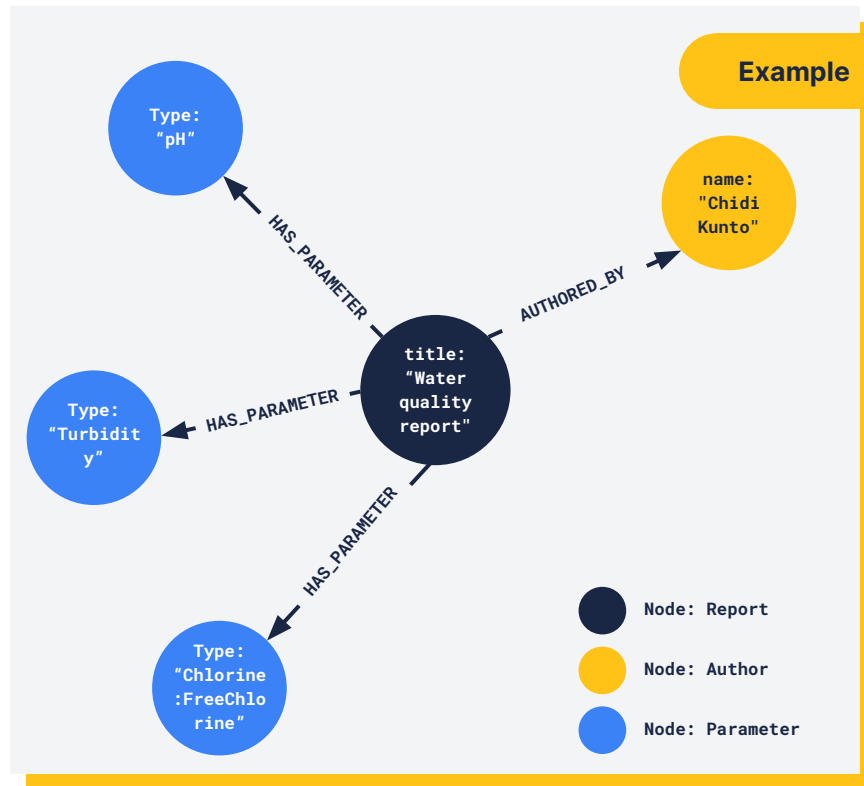 Example
Type:
“pH”
name:
"Chidi
Kunto"
HAS_PARAMETER
AUTHORED_BY
title:
“Water
quality
report"
HAS_PARAMETER
Type:
“Turbidit
y”
HAS_PARAMETER
Type:
“Chlorine
:FreeChlo
rine”
Node: Report
Node: Author
Node: Parameter